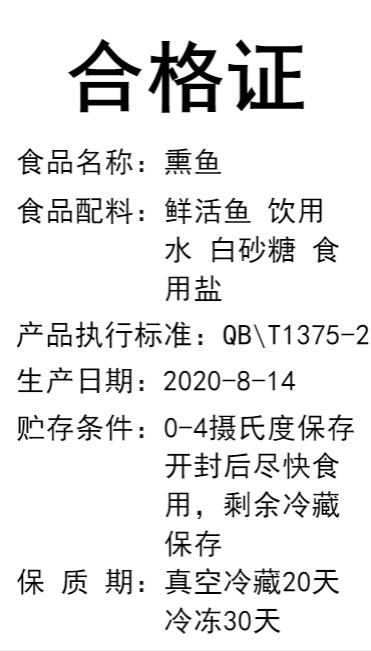 合格证
食品名称：熏鱼
食品配料：鲜活鱼 饮用
水 白砂糖 食
用盐
产品执行标准：QB\T1375-2
生产日期：2020-8-14
贮存条件：0-4摄氏度保存
开封后尽快食
用，剩余冷藏
保存
保 质 期：真空冷藏20天
冷冻30天